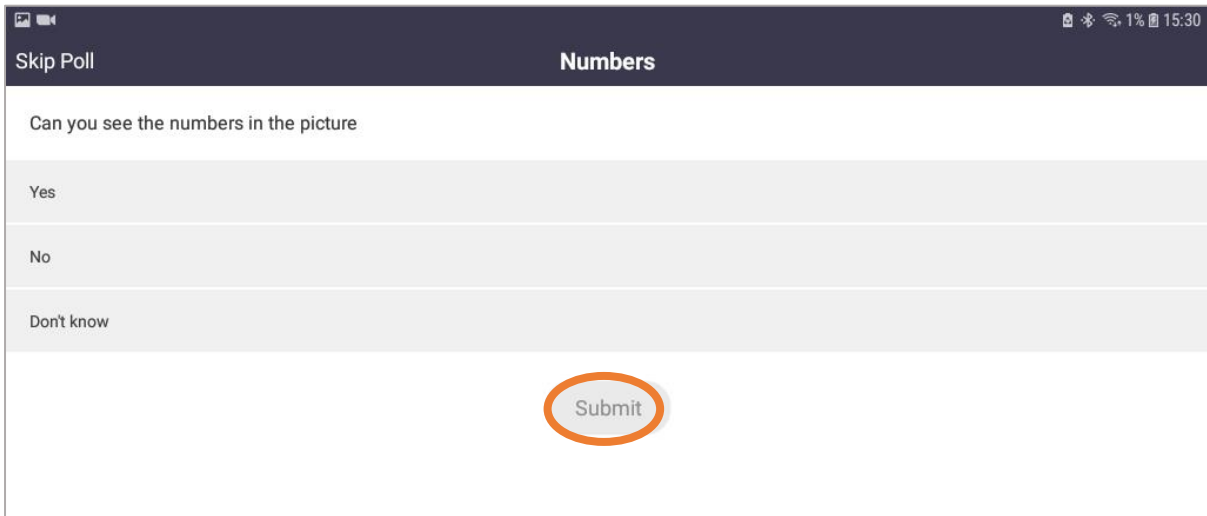 1% 15:30
Skip Poll
Numbers
Can you see the numbers in the picture
Yes
No
Don't know
Submit